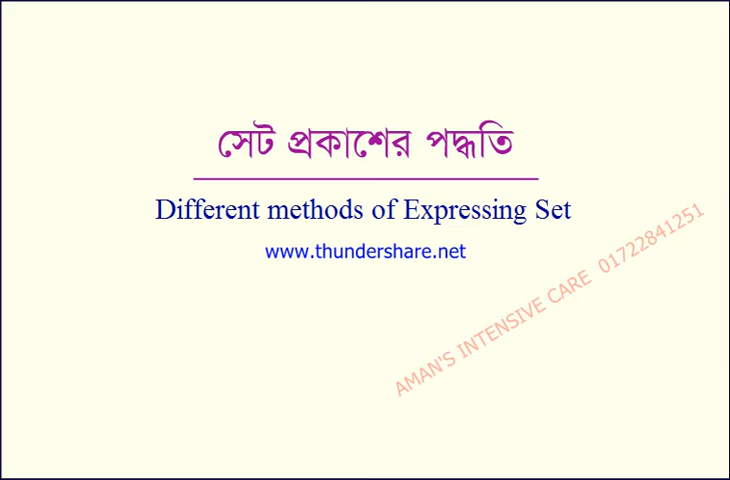 সেট প্রকাশের পদ্ধতি
Different methods of Expressing Set
www.thundershare.net
AMAN'S INTENSIVE CARE 01722841251